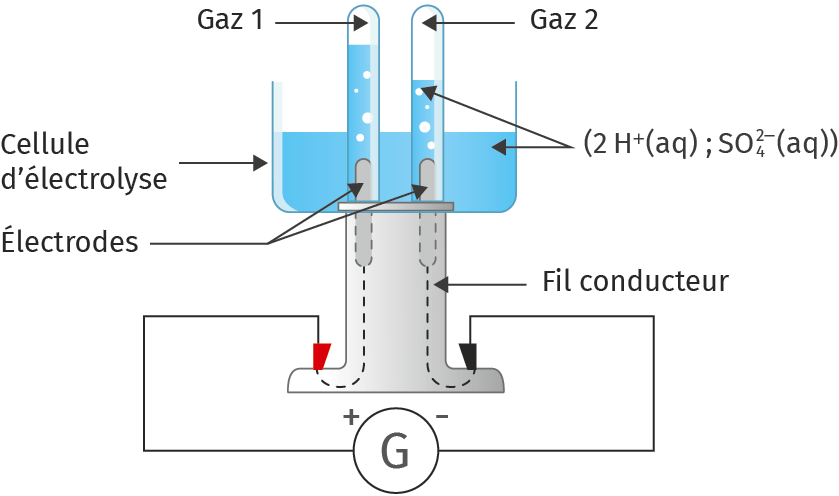 Gaz 1
Gaz 2
(2 H⁺(aq) ; SO₄²⁻(aq))
Cellule
d’électrolyse
Électrodes
Fil conducteur
+
–
G